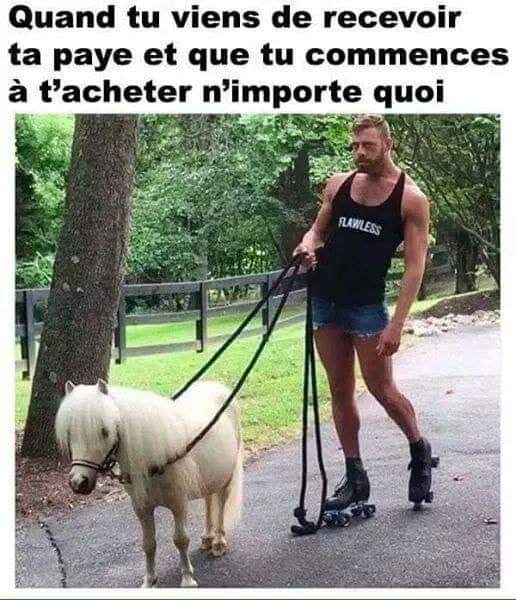 Quand tu viens de recevoir
ta paye et que tu commences
à t'acheter n'importe quoi
FLAWLESS